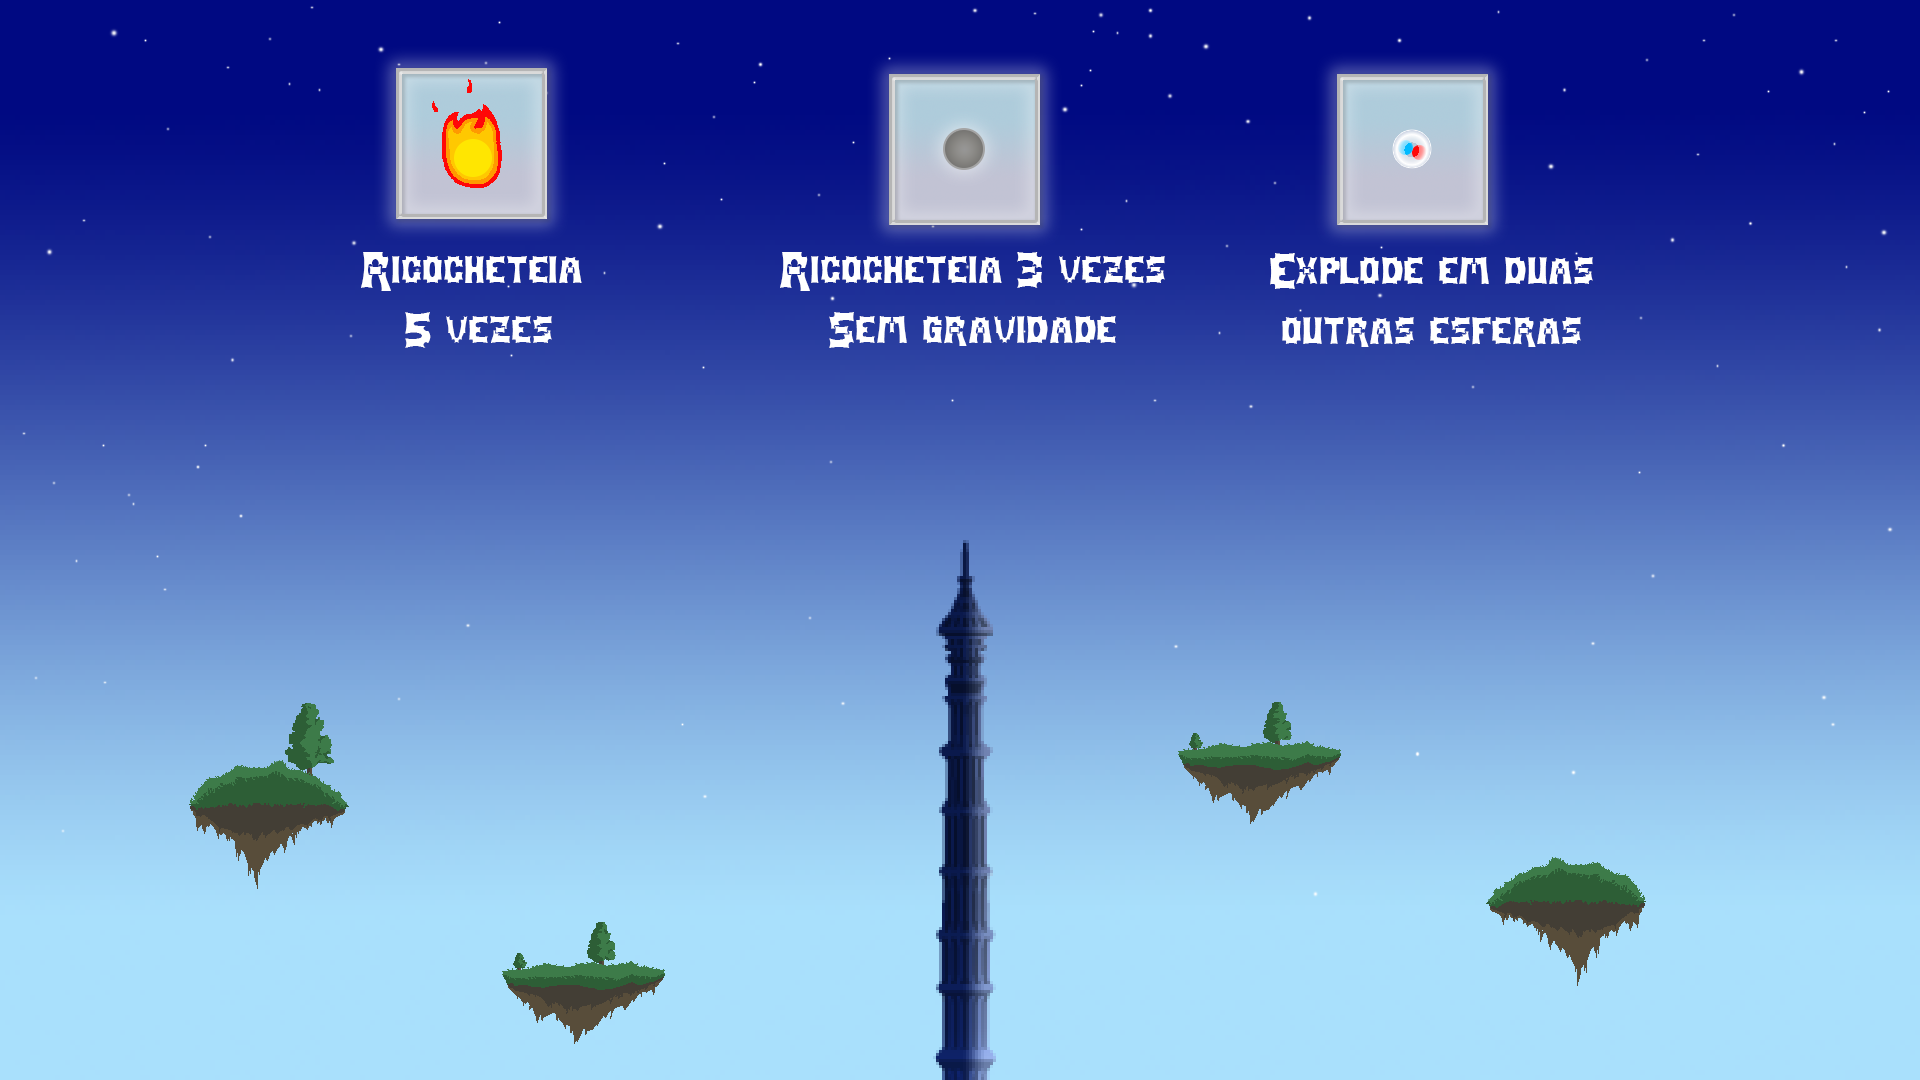 Ricocheteia
5 vezes
Ricocheteia 3 vezes
Sem gravidade
Explode em duas
outras esferas